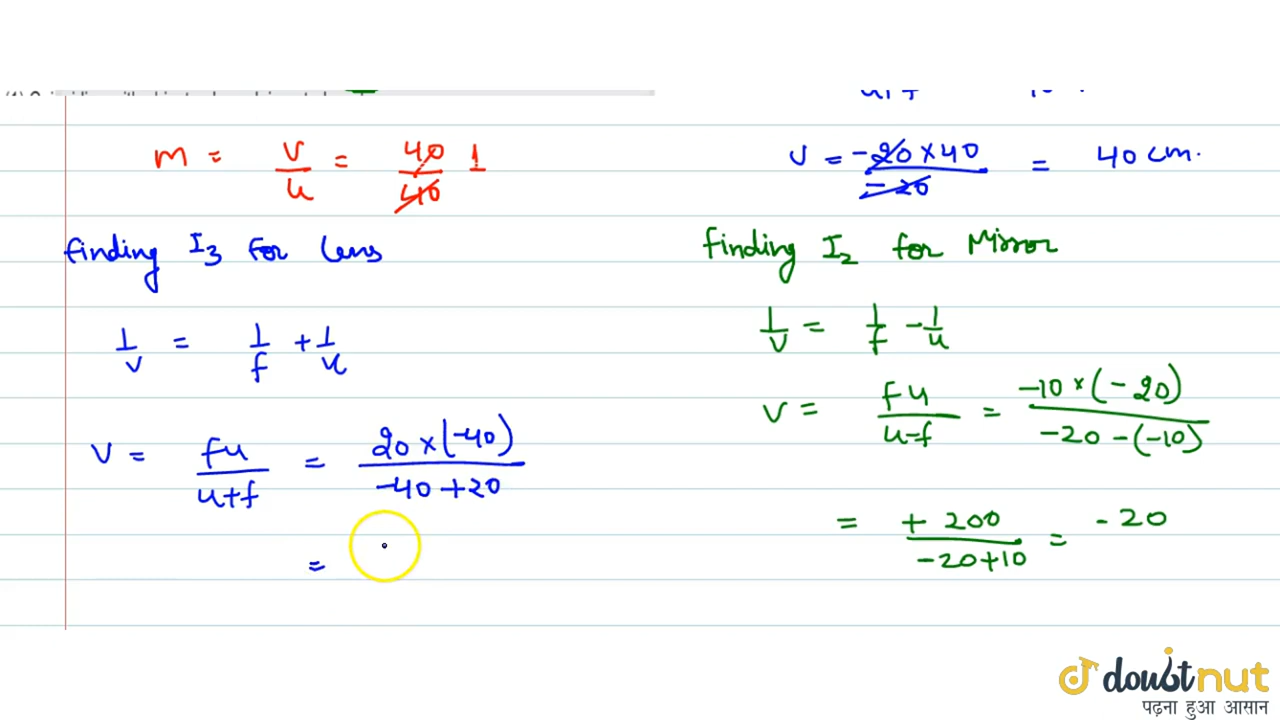 m = v/u = 40/40 1
Finding I3 For lens
1/v = 1/f + 1/u
v = fu/u+f = 20 × (-40)/-40 + 20
=
v = -20 × 40/-20 = 40 cm.
Finding I2 for Mirror
1/v = 1/f - 1/u
v = fu/u-f = -10 × (-20)/-20 - (-10)
= + 200/-20+10 = - 20
doubtnut
पढ़ना हुआ आसान